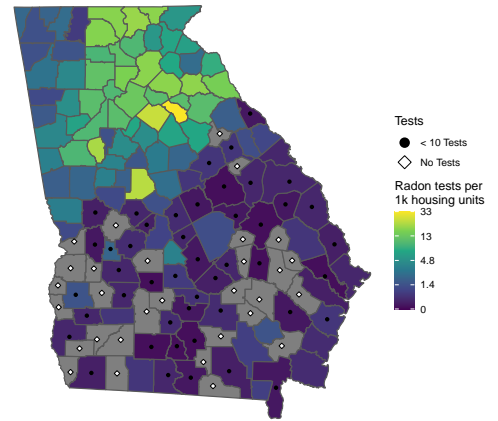 Tests
< 10 Tests
No Tests
Radon tests per
1k housing units
33
13
4.8
1.4
0